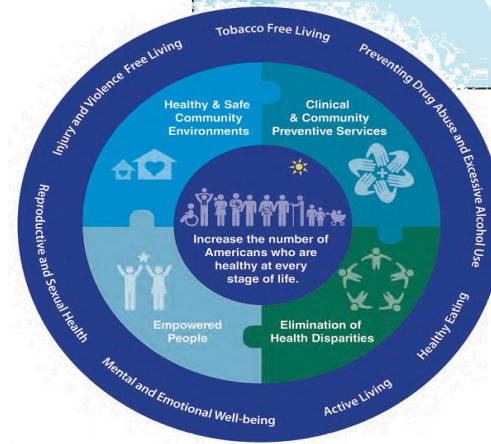 Tobacco Free Living
Preventing Drug Abuse and Excessive Alcohol Use
Healthy Eating
Active Living
Mental and Emotional Well-being
Reproductive and Sexual Health
Injury and Violence Free Living
Healthy & Safe
Community
Environments
Clinical
& Community
Preventive Services
Increase the number of
Americans who are
healthy at every
stage of life.
Empowered
People
Elimination of
Health Disparities